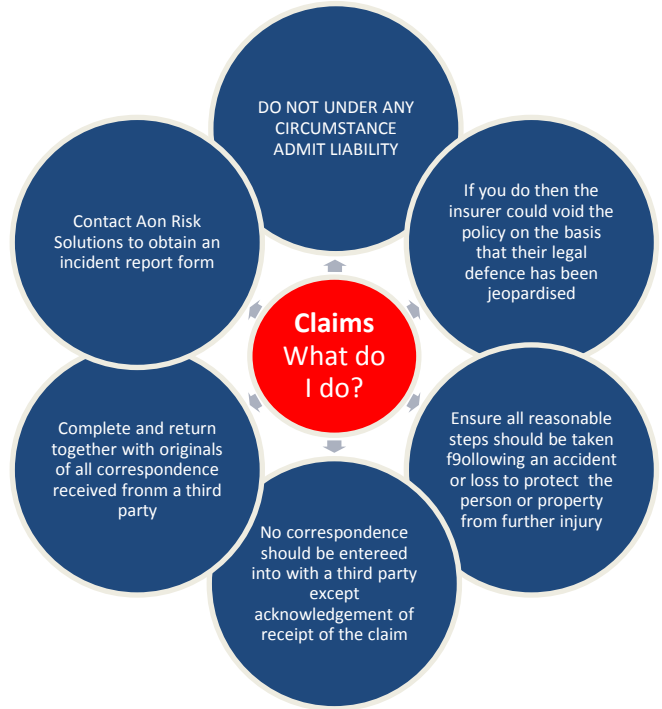 DO NOT UNDER ANY
CIRCUMSTANCE
ADMIT LIABILITY
If you do then the
insurer could void the
policy on the basis
that their legal
defence has been
jeopardised
Ensure all reasonable
steps should be taken
f9ollowing an accident
or loss to protect  the
person or property
from further injury
No correspondence
should be entereed
into with a third party
except
acknowledgement of
receipt of the claim
Complete and return
together with originals
of all correspondence
received fronm a third
party
Contact Aon Risk
Solutions to obtain an
incident report form
Claims
What do
I do?